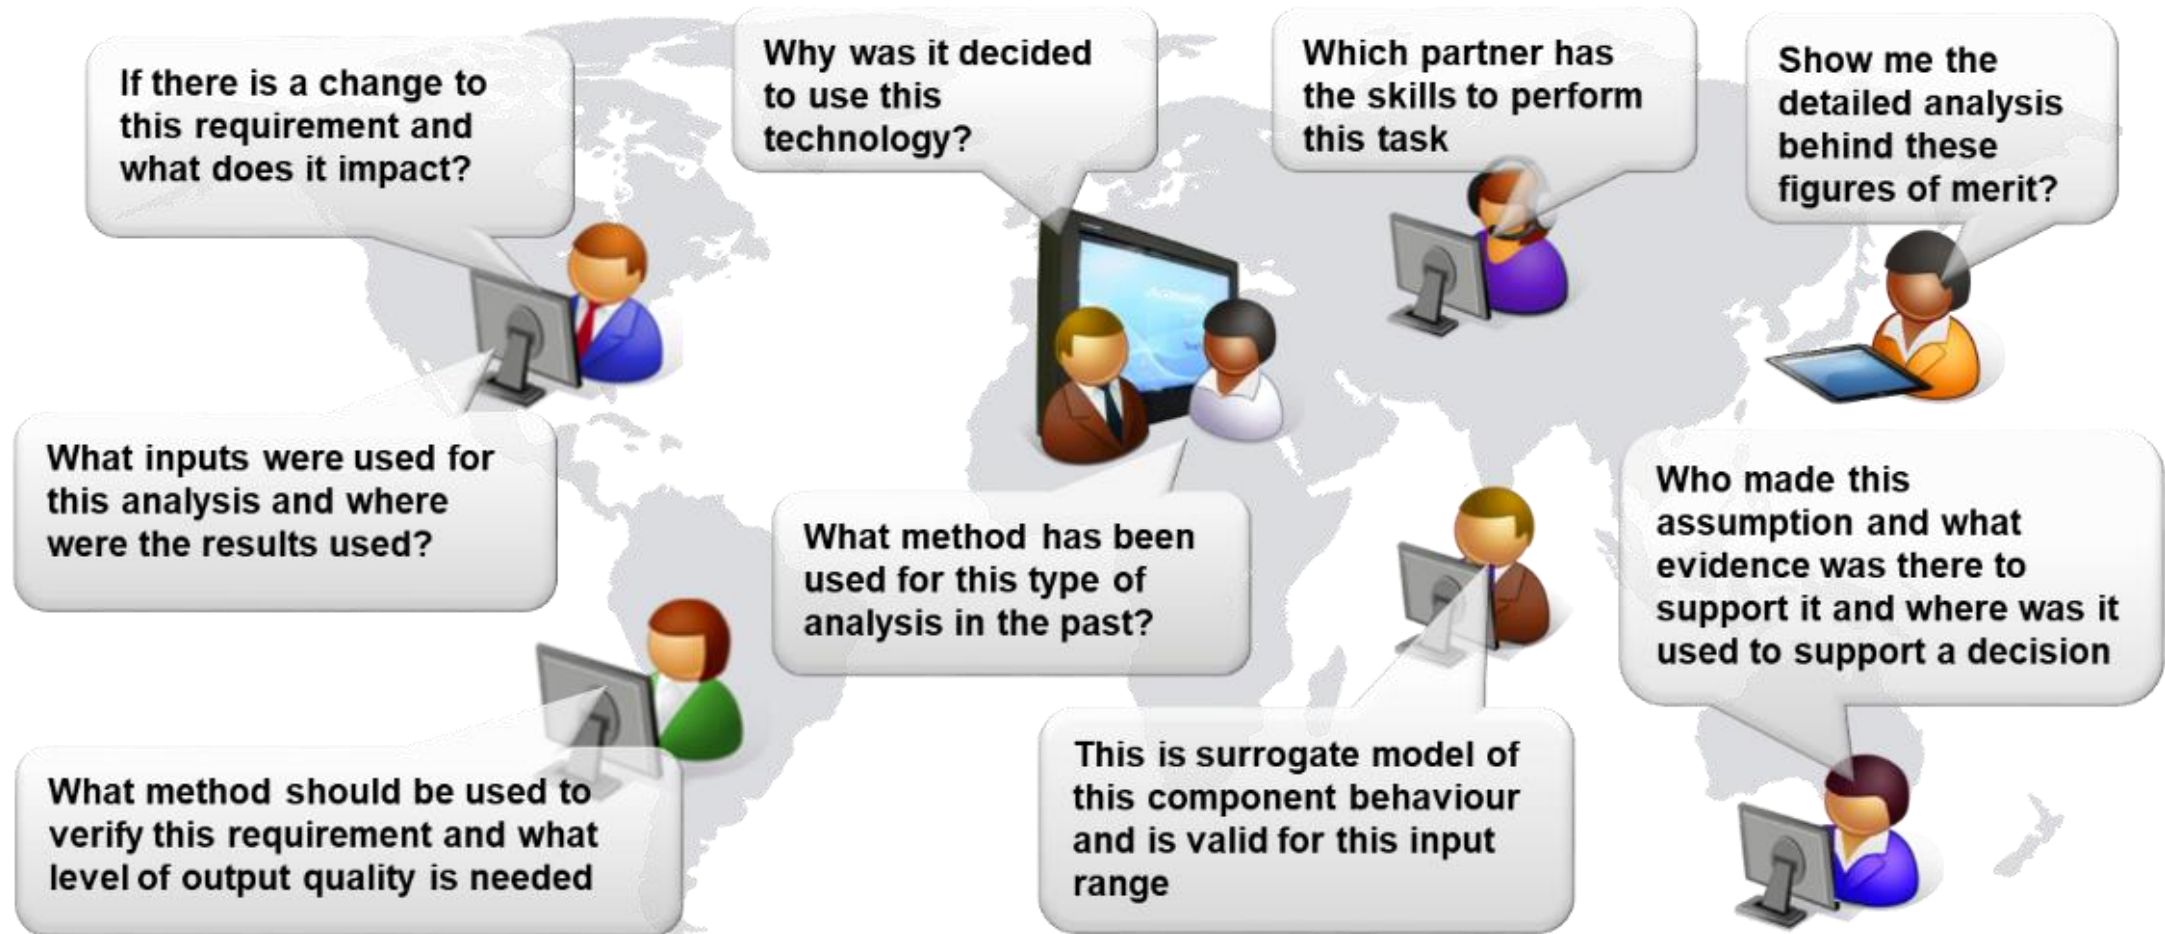 If there is a change to
this requirement and
what does it impact?
Why was it decided
to use this
technology?
Which partner has
the skills to perform
this task
Show me the
detailed analysis
behind these
figures of merit?
What inputs were used for
this analysis and where
were the results used?
What method has been
used for this type of
analysis in the past?
Who made this
assumption and what
evidence was there to
support it and where was it
used to support a decision
What method should be used to
verify this requirement and what
level of output quality is needed
This is surrogate model of
this component behaviour
and is valid for this input
range